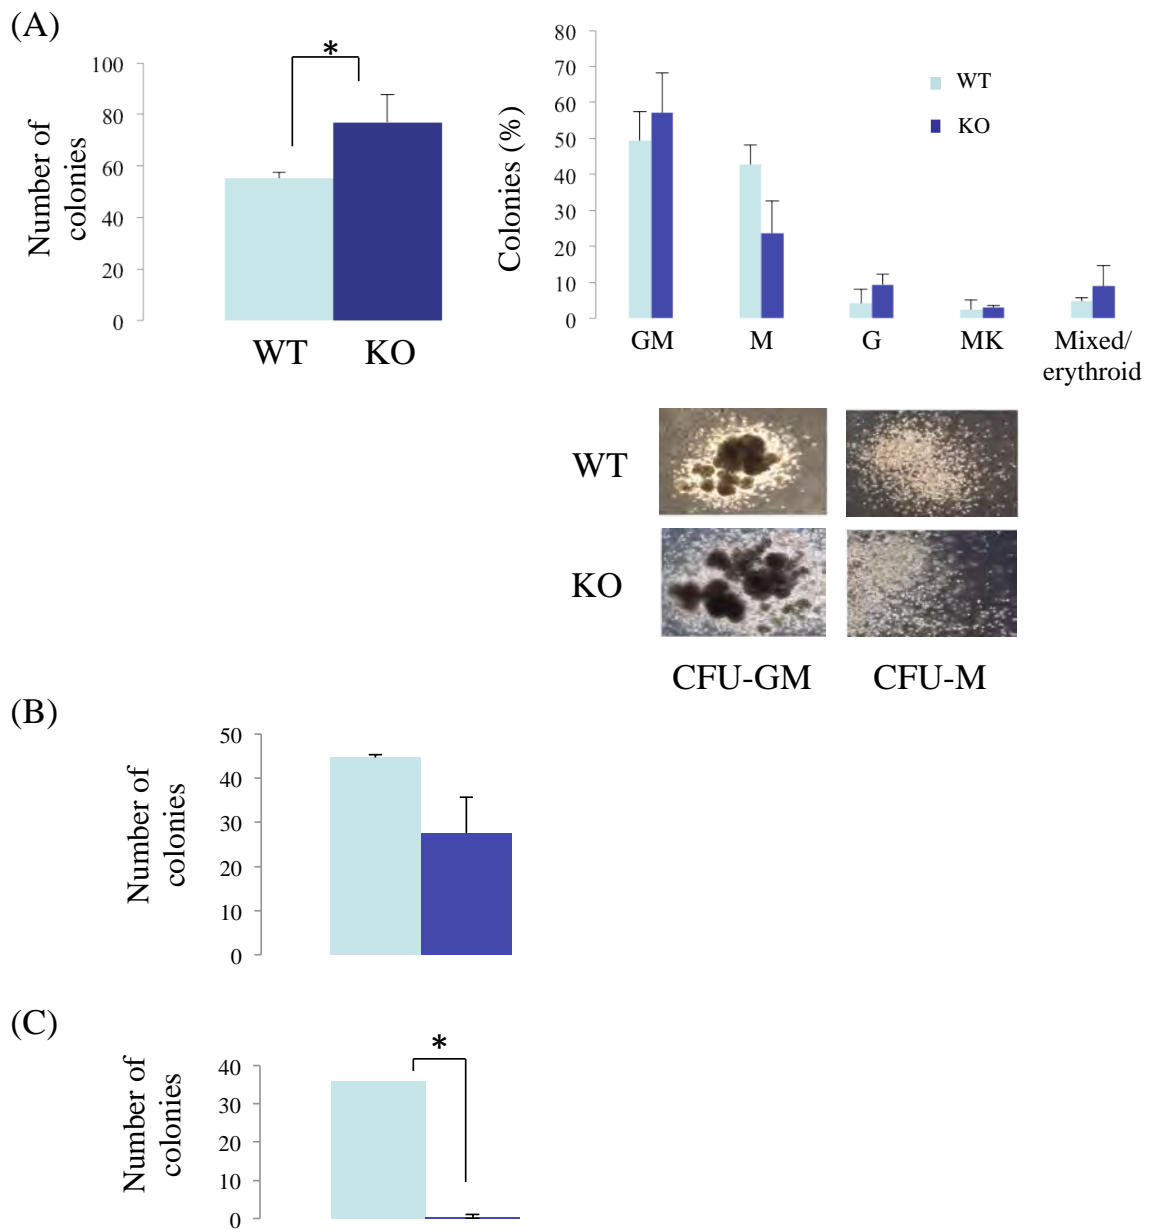 (A)
*
Number of
colonies
100
80
60
40
20
0
WT KO
Colonies (%)
80
70
60
50
40
30
20
10
0
WT
KO
GM M G MK Mixed/
erythroid
WT
KO
CFU-GM CFU-M
(B)
Number of
colonies
50
40
30
20
10
0
(C)
*
Number of
colonies
40
30
20
10
0